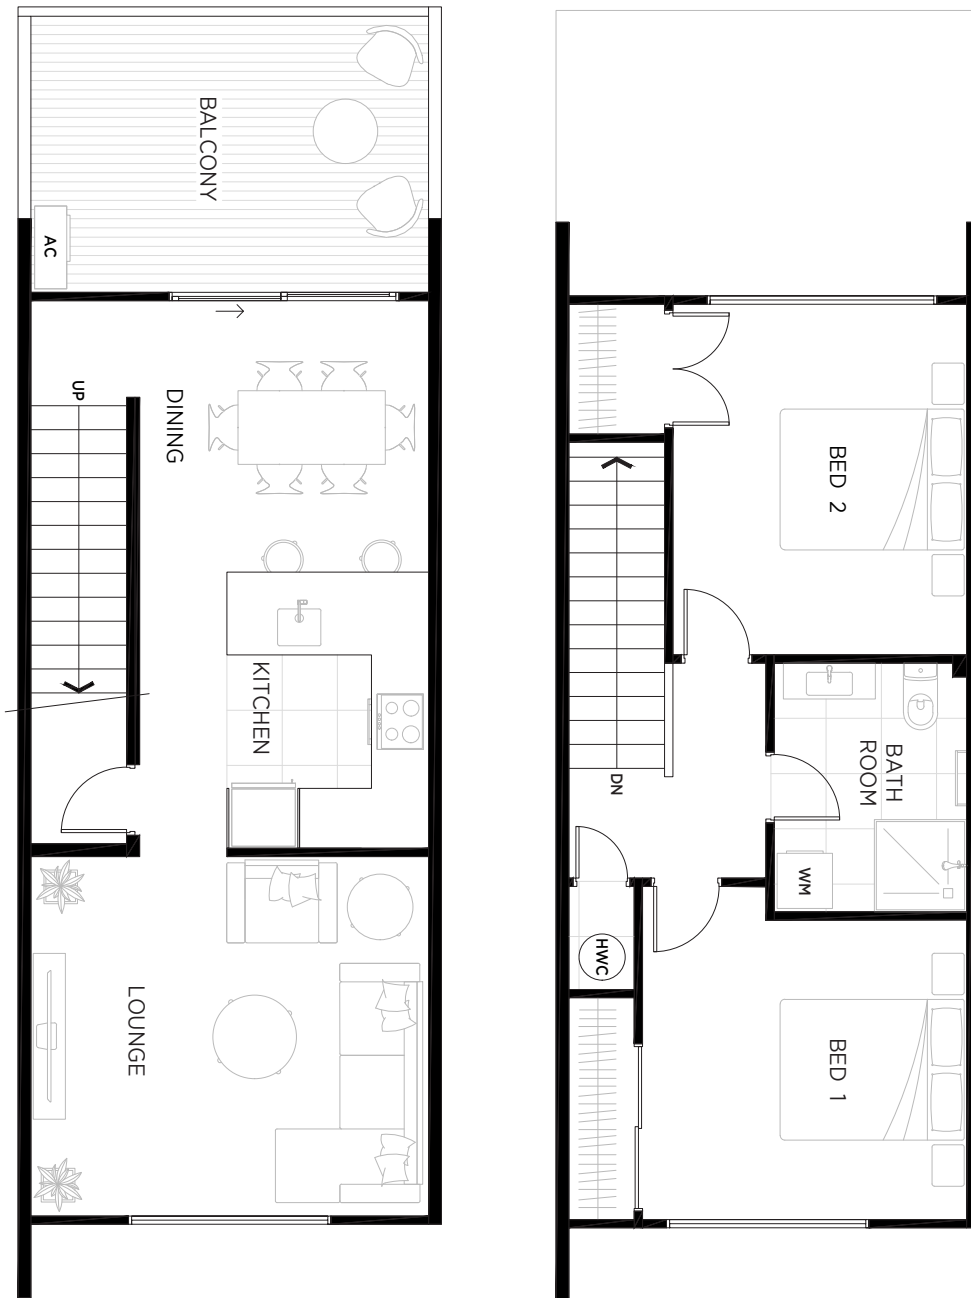 BALCONY
AC
UP
DINING
KITCHEN
LOUNGE
BED 2
DN
BATH
ROOM
WM
HWC
BED 1